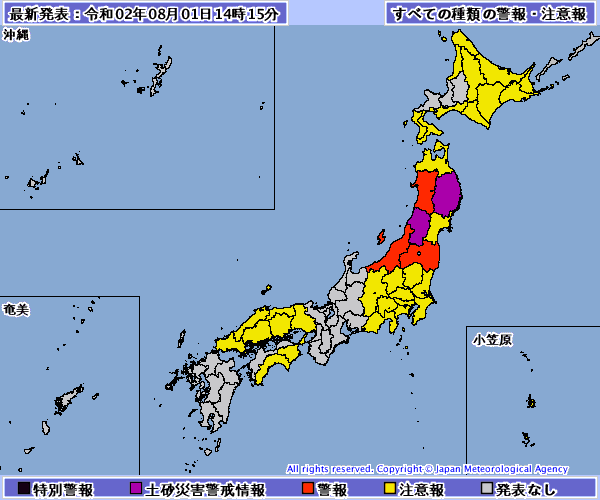 最新発表：令和02年08月01日14時15分
すべての種類の警報・注意報
沖縄
奄美
小笠原
All rights reserved. Copyright © Japan Meteorological Agency
特別警報 土砂災害警戒情報 警報 注意報 発表なし